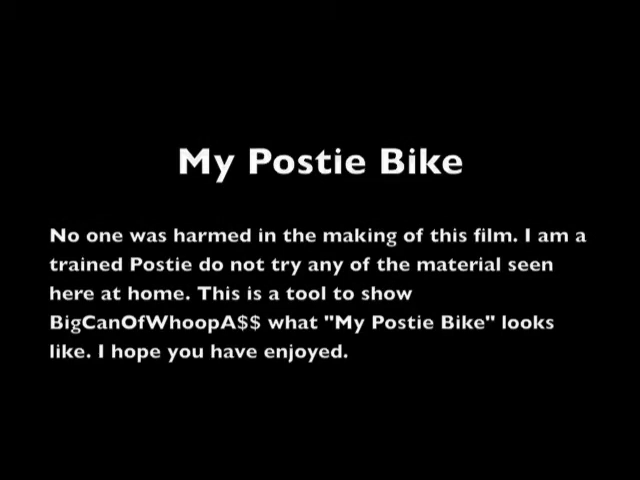 My Postie Bike
No one was harmed in the making of this film. I am a
trained Postie do not try any of the material seen
here at home. This is a tool to show
BigCanOfWhoopA$$ what "My Postie Bike" looks
like. I hope you have enjoyed.